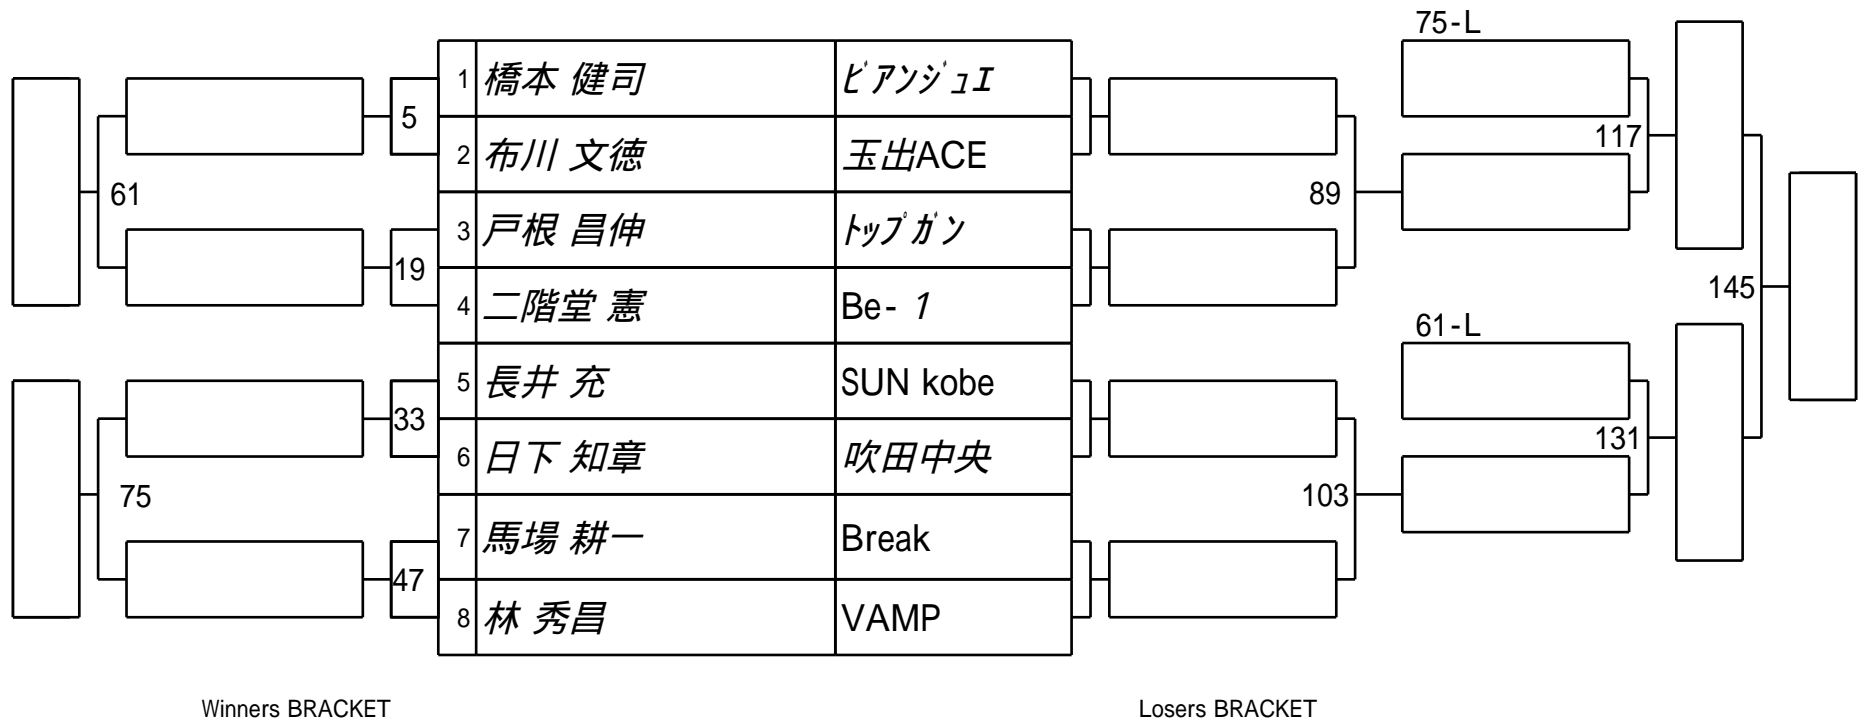 75-L
1 橋本 健司 ﾋﾞｱﾝｼﾞｭｴ
5
117
2 布川 文徳 玉出ACE
61
89
3 戸根 昌伸 ﾄｯﾌﾟｶﾞﾝ
19
145
4 二階堂 憲 Be-1
61-L
5 長井 充 SUN kobe
33
131
6 日下 知章 吹田中央
75
103
7 馬場 耕一 Break
47
8 林 秀昌 VAMP
Winners BRACKET
Losers BRACKET